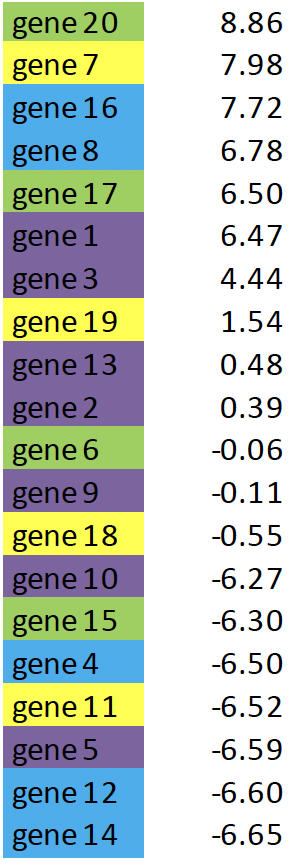 gene 20 8.86
gene 7 7.98
gene 16 7.72
gene 8 6.78
gene 17 6.50
gene 1 6.47
gene 3 4.44
gene 19 1.54
gene 13 0.48
gene 2 0.39
gene 6 -0.06
gene 9 -0.11
gene 18 -0.55
gene 10 -6.27
gene 15 -6.30
gene 4 -6.50
gene 11 -6.52
gene 5 -6.59
gene 12 -6.60
gene 14 -6.65